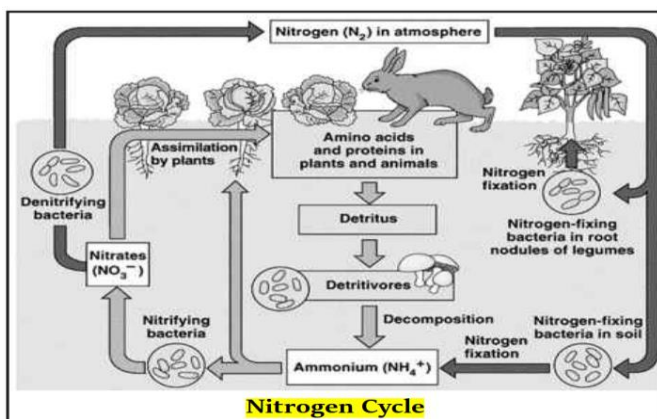 Nitrogen (N₂) in atmosphere
Assimilation
by plants
Amino acids
and proteins in
plants and animals
Nitrogen
fixation
Denitrifying
bacteria
Detritus
Nitrogen-fixing
bacteria in root
nodules of legumes
Nitrates
(NO₃⁻)
Detritivores
Decomposition
Nitrifying
bacteria
Nitrogen
fixation
Nitrogen-fixing
bacteria in soil
Ammonium (NH₄⁺)
Nitrogen Cycle